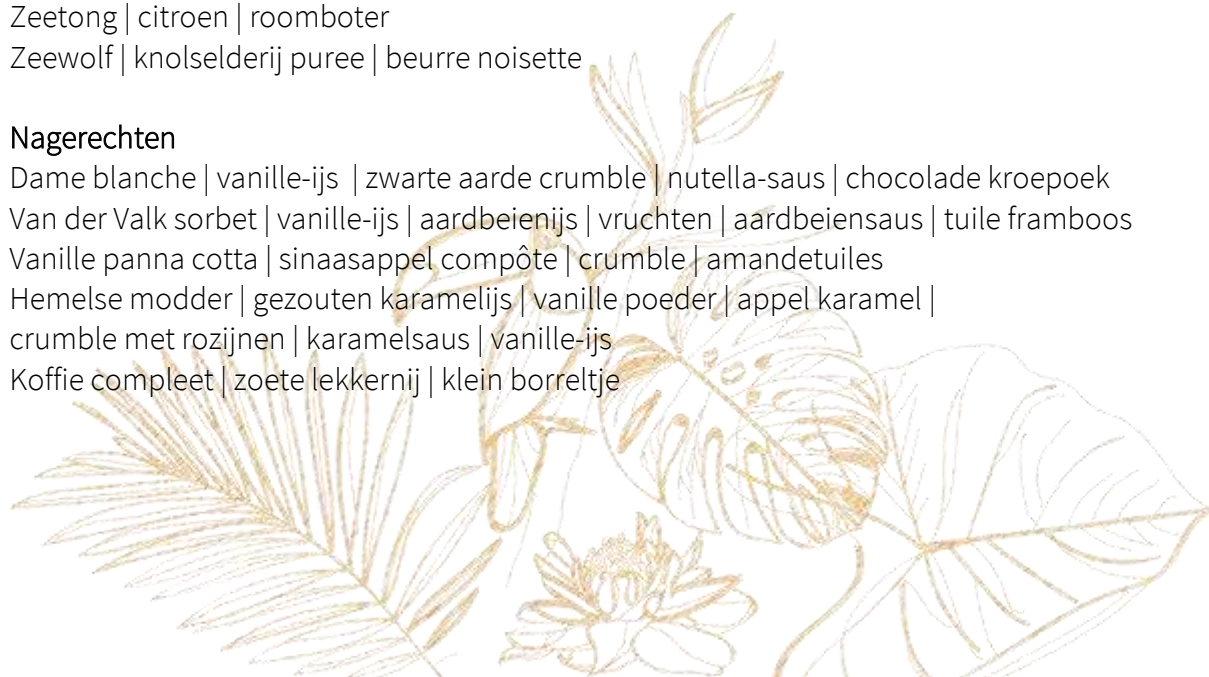 Zeetong | citroen | roomboter
Zeewolf | knolselderij puree | beurre noisette
Nagerechten
Dame blanche | vanille-ijs | zwarte aarde crumble | nutella-saus | chocolade kroepoek
Van der Valk sorbet | vanille-ijs | aardbeienijs | vruchten | aardbeiensaus | tuile framboos
Vanille panna cotta | sinaasappel compôte | crumble | amandetuiles
Hemelse modder | gezouten karamelijs | vanille poeder | appel karamel |
crumble met rozijnen | karamelsaus | vanille-ijs
Koffie compleet | zoete lekkernij | klein borreltje